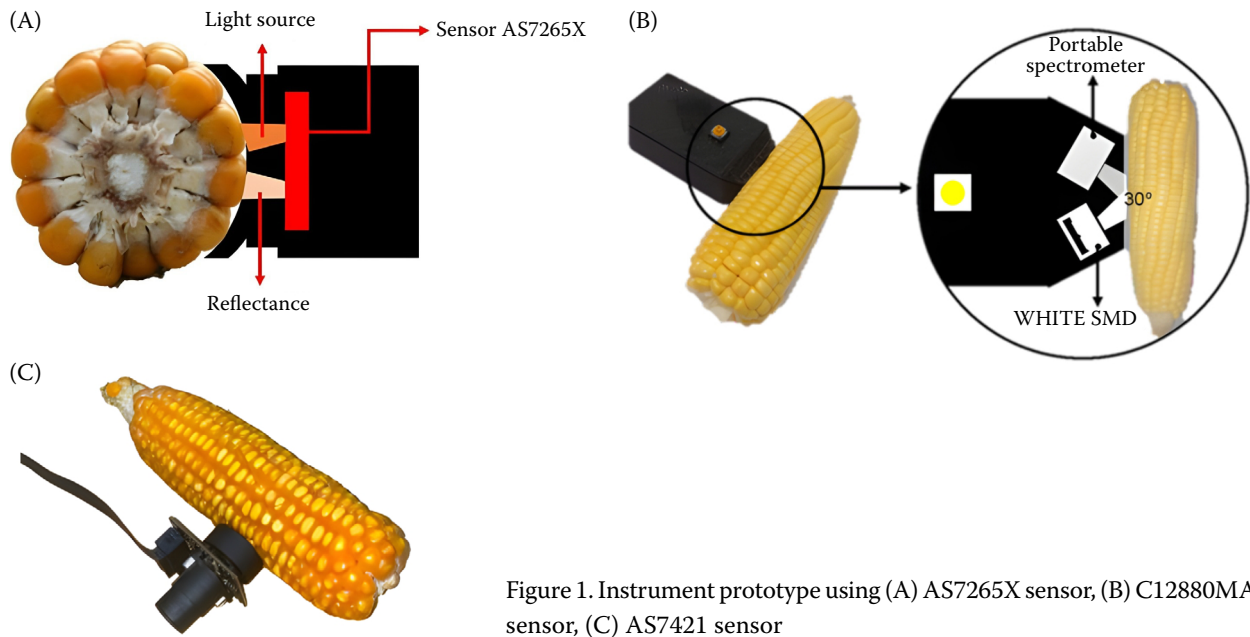 (A)
Light source
Sensor AS7265X
Reflectance
(B)
Portable
spectrometer
30º
WHITE SMD
(C)
Figure 1. Instrument prototype using (A) AS7265X sensor, (B) C12880MA
sensor, (C) AS7421 sensor